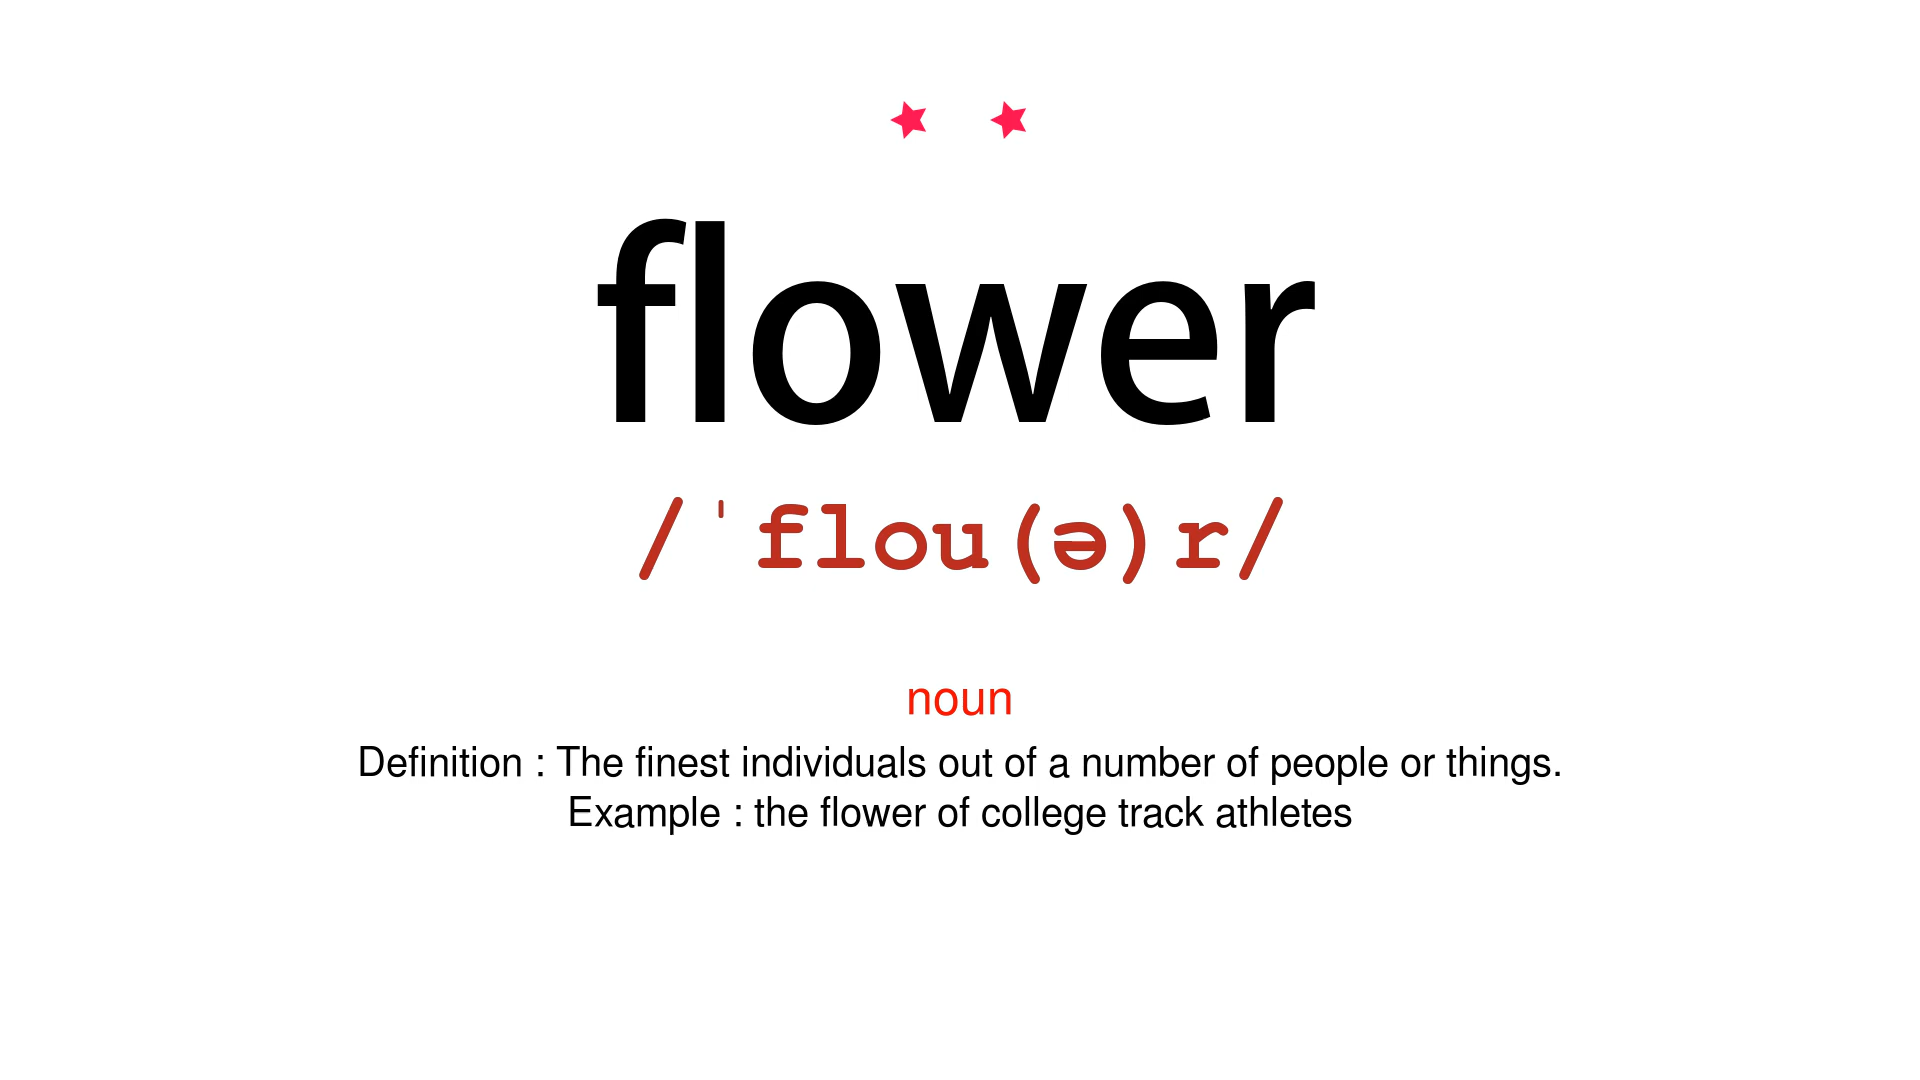 flower
/ˈflou(ə)r/
noun
Definition : The finest individuals out of a number of people or things.
Example : the flower of college track athletes